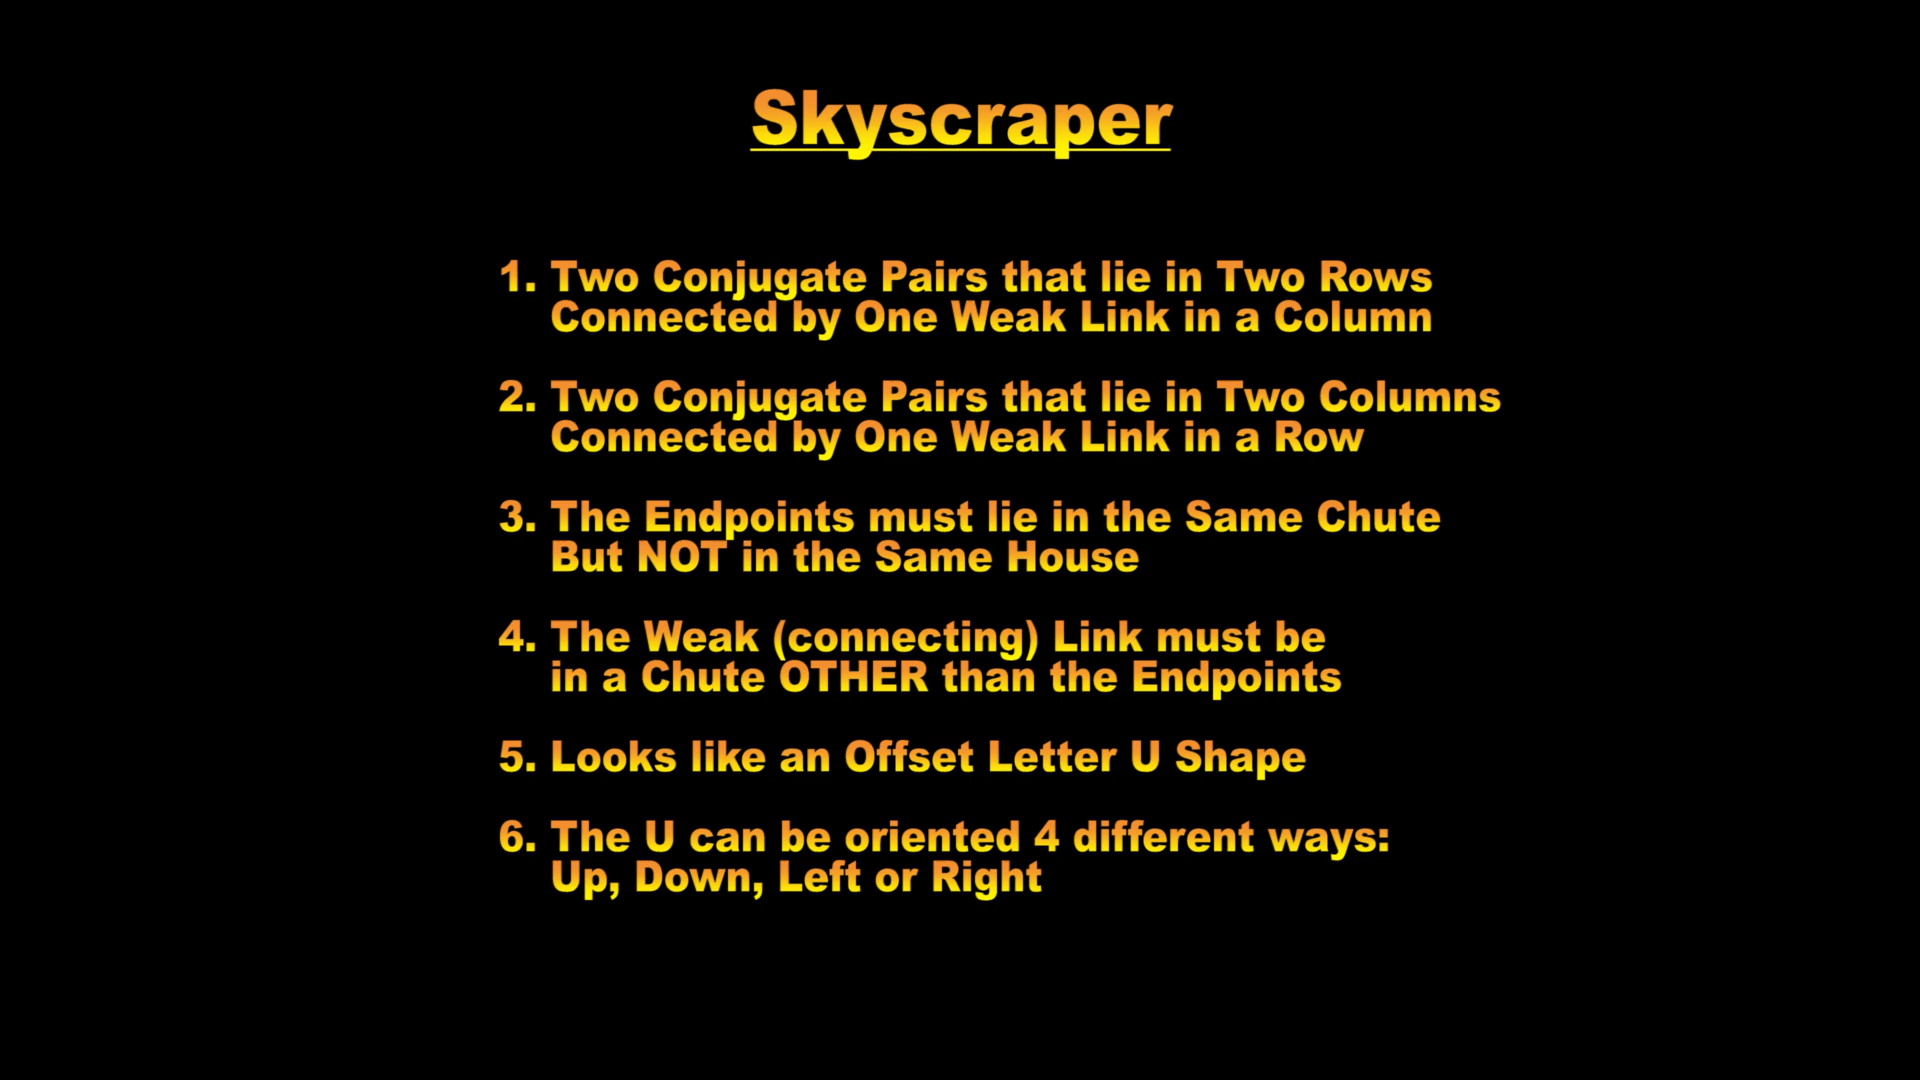 Skyscraper
1. Two Conjugate Pairs that lie in Two Rows
Connected by One Weak Link in a Column
2. Two Conjugate Pairs that lie in Two Columns
Connected by One Weak Link in a Row
3. The Endpoints must lie in the Same Chute
But NOT in the Same House
4. The Weak (connecting) Link must be
in a Chute OTHER than the Endpoints
5. Looks like an Offset Letter U Shape
6. The U can be oriented 4 different ways:
Up, Down, Left or Right